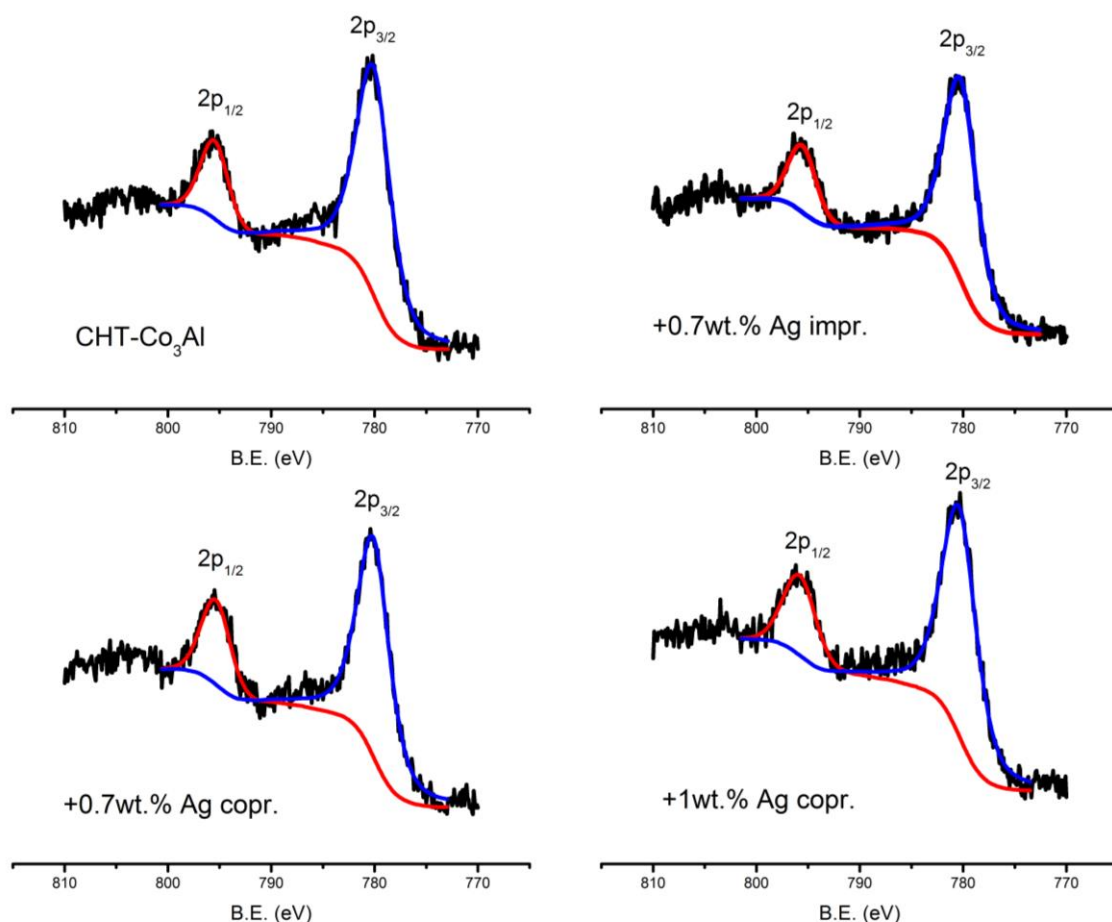 2p3/2
2p1/2
CHT-Co3Al
810 800 790 780 770
B.E. (eV)
2p3/2
2p1/2
+0.7wt.% Ag impr.
810 800 790 780 770
B.E. (eV)
2p3/2
2p1/2
+0.7wt.% Ag copr.
810 800 790 780 770
B.E. (eV)
2p3/2
2p1/2
+1wt.% Ag copr.
810 800 790 780 770
B.E. (eV)